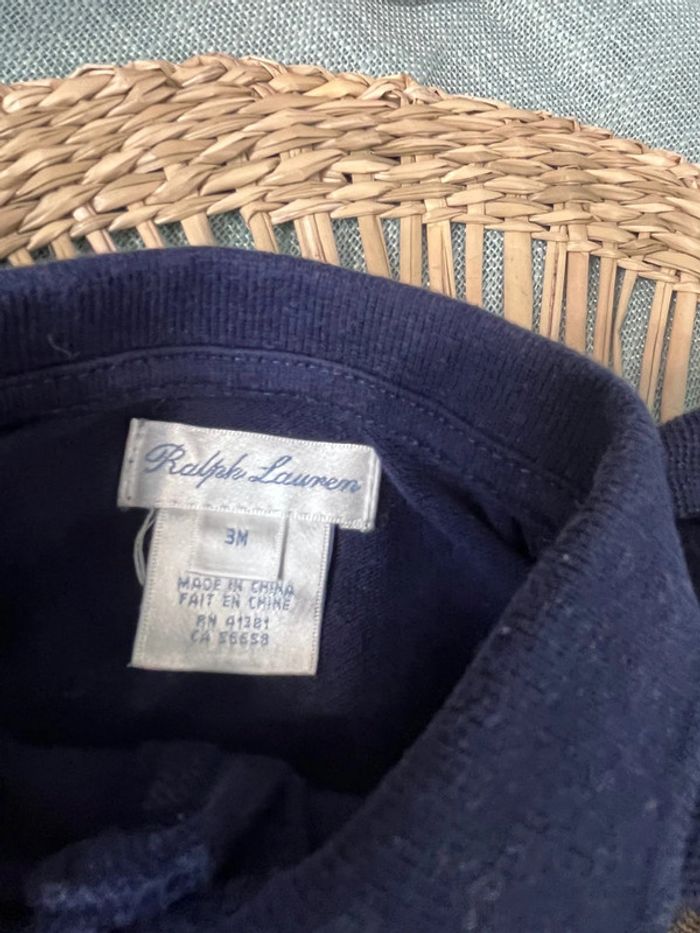 Ralph Lauren
3M
MADE IN CHINA
FAIT EN CHINE
RN 41381
CA 56658